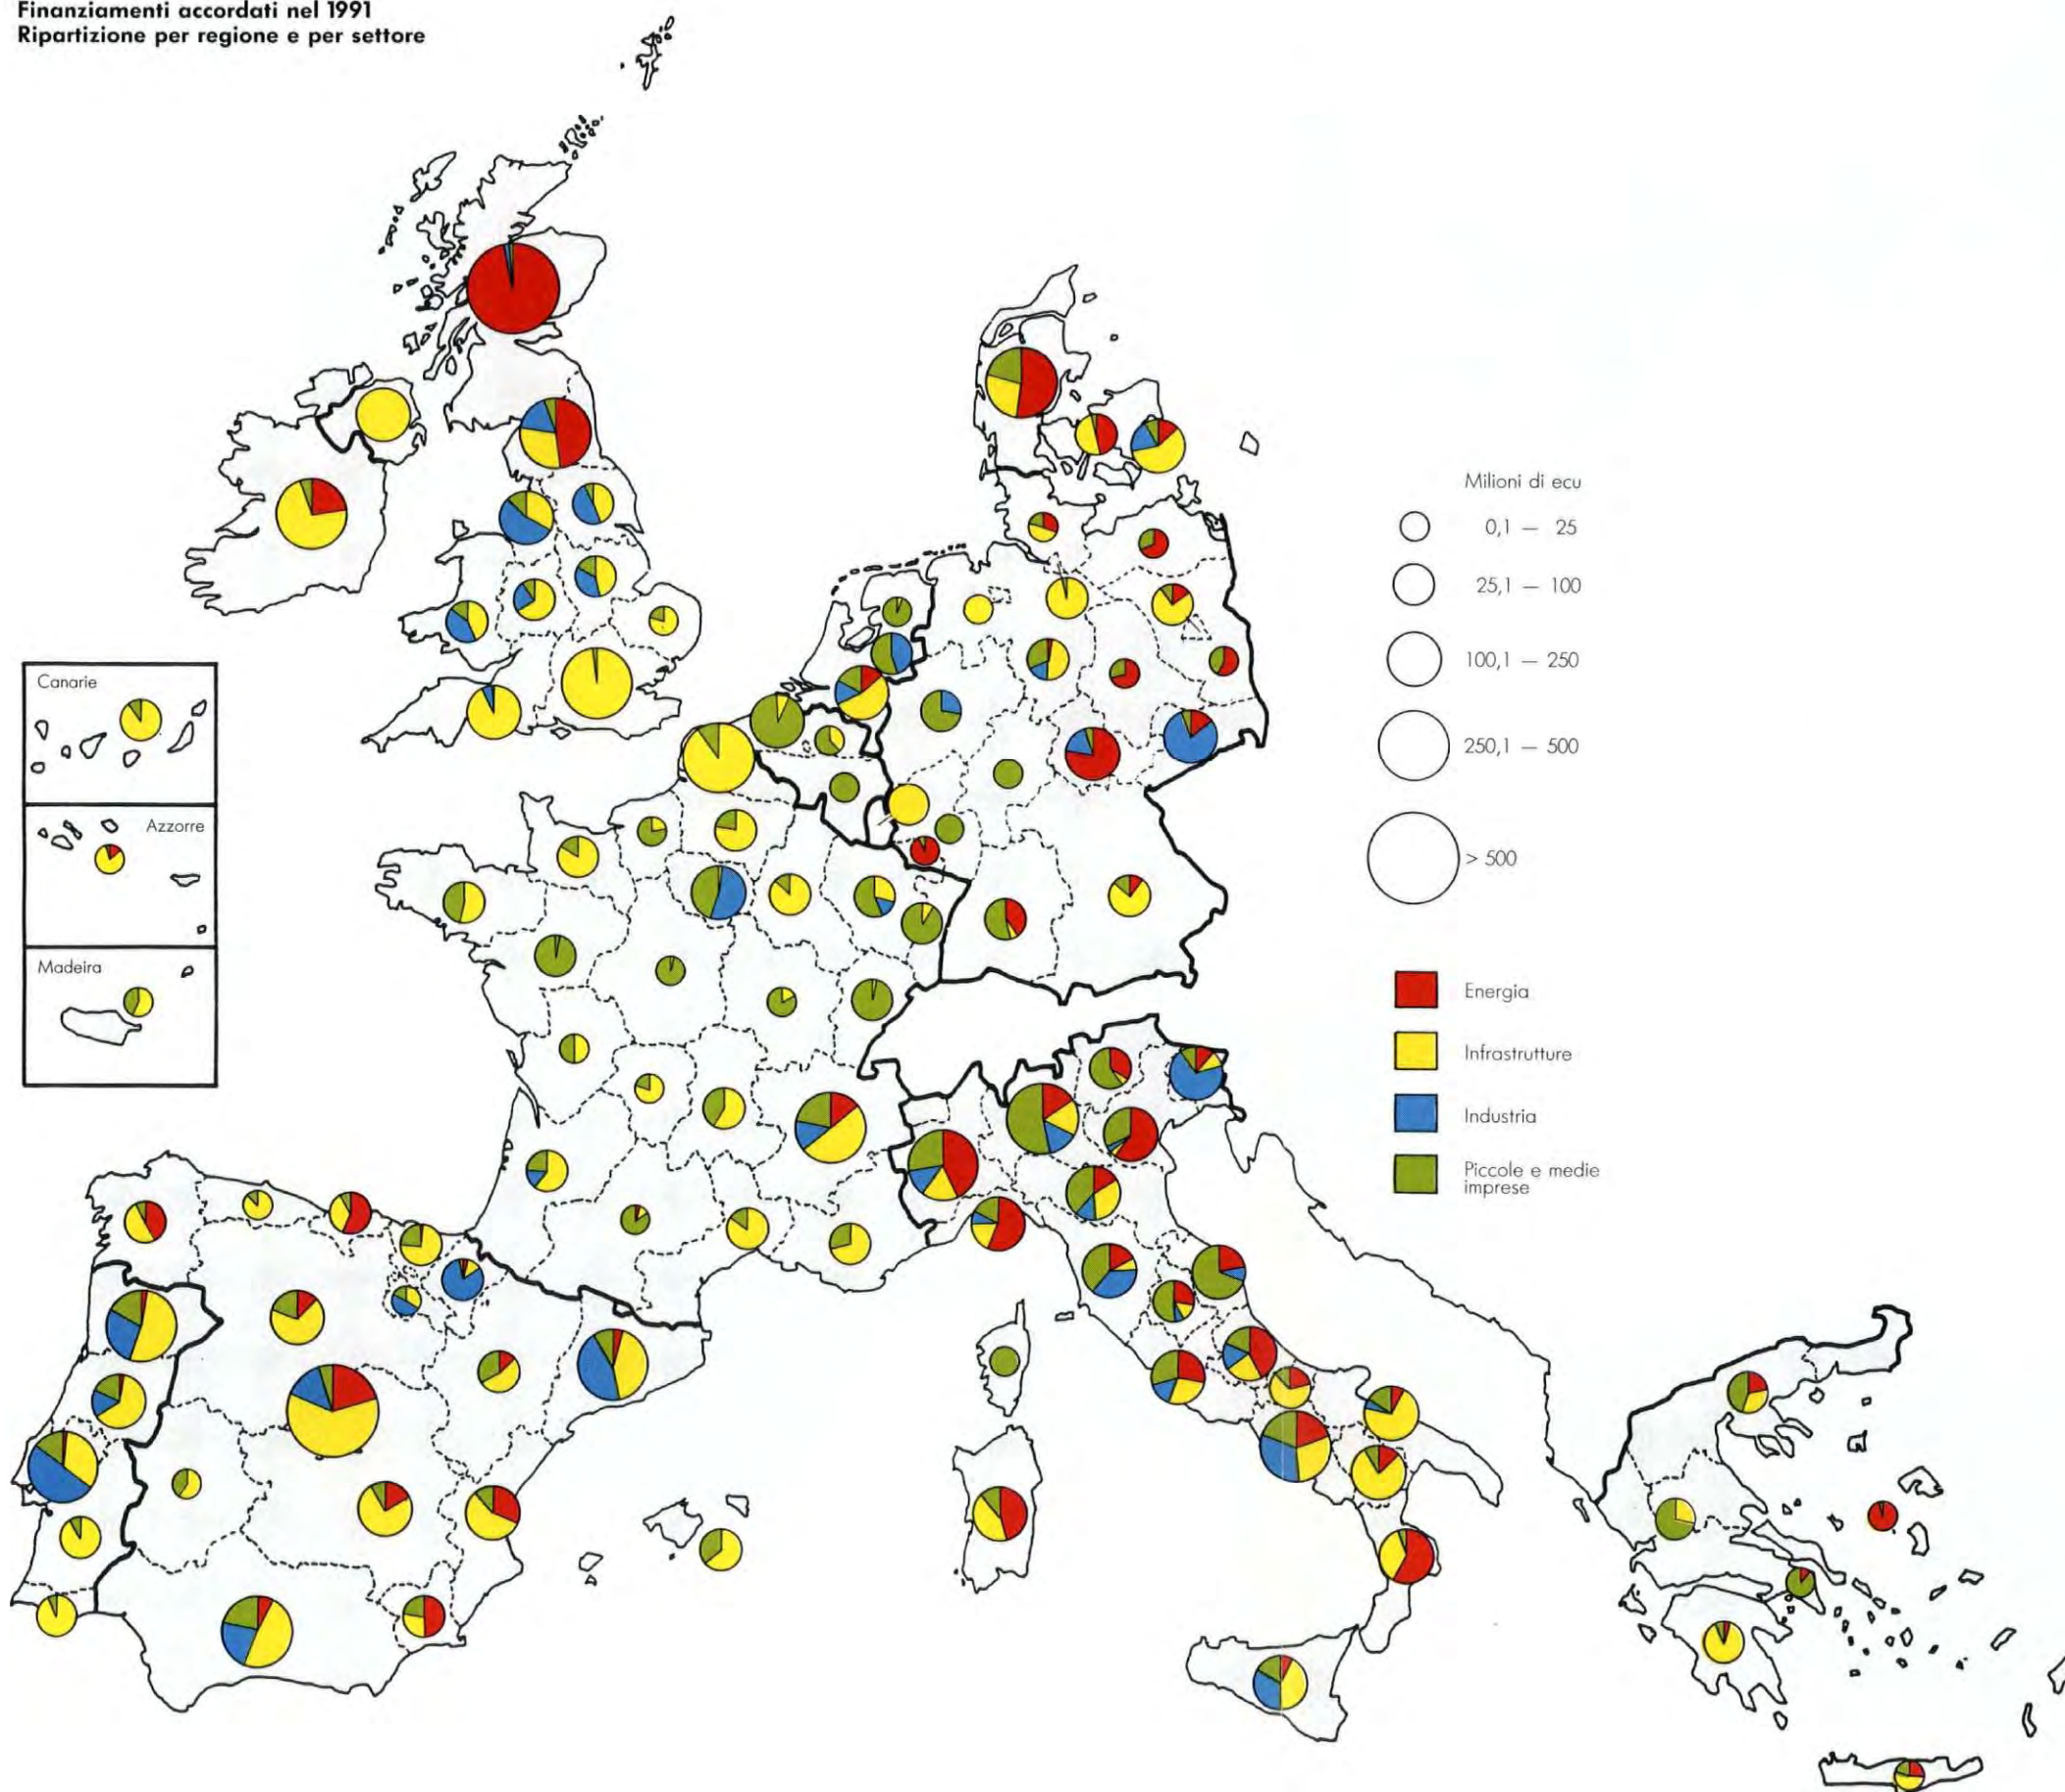 Finanziamenti accordati nel 1991
Ripartizione per regione e per settore
Milioni di ecu
0,1 — 25
25,1 — 100
100,1 — 250
250,1 — 500
> 500
Energia
Infrastrutture
Industria
Piccole e medie
imprese
Canarie
Azzorre
Madeira